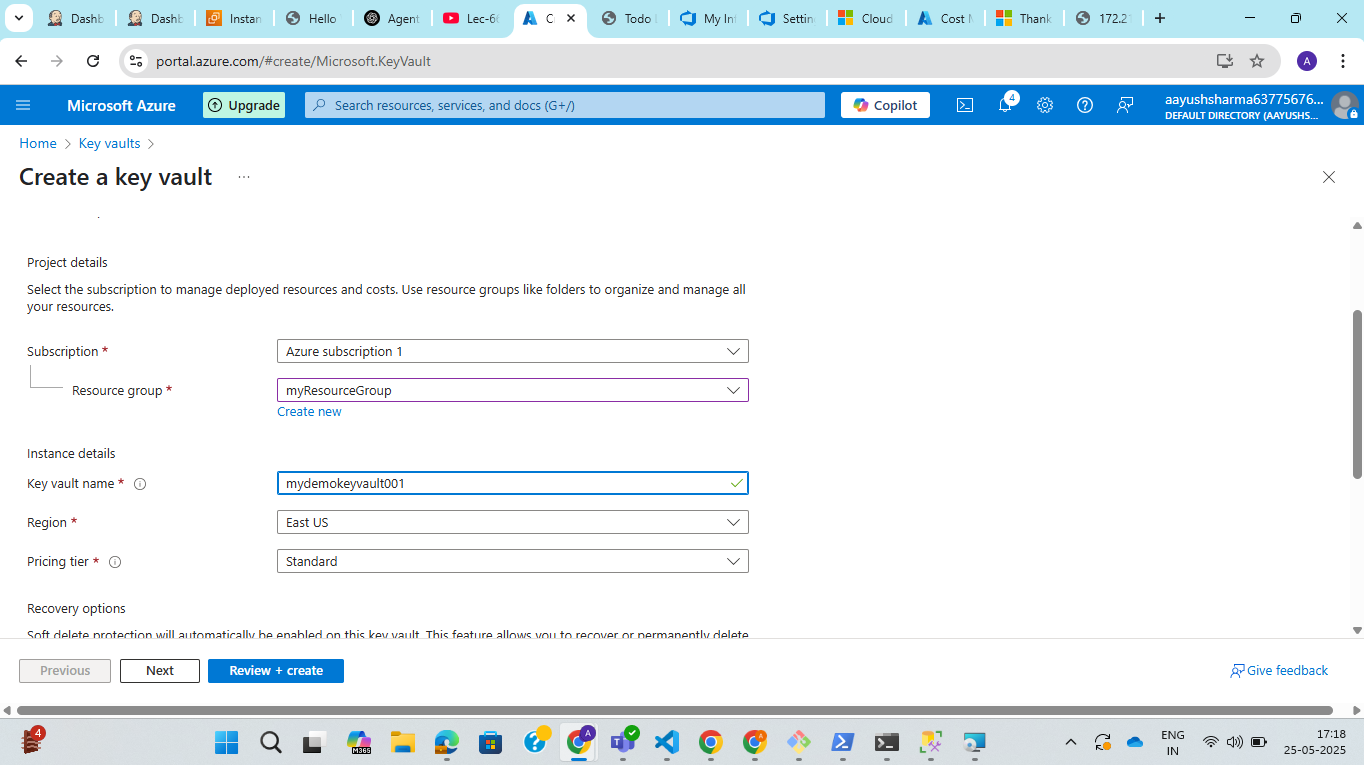 Dashb
Dashb
Instan
Hello
Agent
Lec-6
C
Todo
My Im
Settin
Cloud
Cost M
Thank
172.2
portal.azure.com/#create/Microsoft.KeyVault
A
Microsoft Azure
Upgrade
Search resources, services, and docs (G+/)
Copilot
4
aayushsharma63775676...
DEFAULT DIRECTORY (AAYUSHS...
Home > Key vaults >
Create a key vault ...
Project details
Select the subscription to manage deployed resources and costs. Use resource groups like folders to organize and manage all
your resources.
Subscription * Azure subscription 1
Resource group * myResourceGroup
Create new
Instance details
Key vault name * mydemokeyvault001
Region * East US
Pricing tier * Standard
Recovery options
Soft delete protection will automatically be enabled on this key vault. This feature allows you to recover or permanently delete
Previous
Next
Review + create
Give feedback
4
M365
A
A
ENG
IN
17:18
25-05-2025